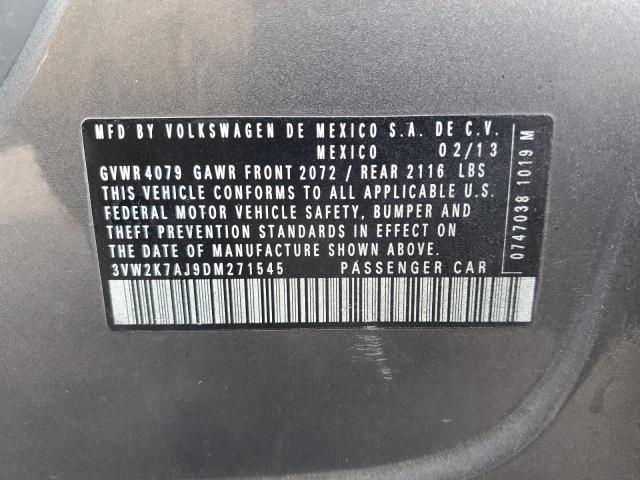 MFD BY VOLKSWAGEN DE MEXICO S.A. DE C.V.
MEXICO 02/13
GVWR 4079 GAWR FRONT 2072 / REAR 2116 LBS
THIS VEHICLE CONFORMS TO ALL APPLICABLE U.S.
FEDERAL MOTOR VEHICLE SAFETY, BUMPER AND
THEFT PREVENTION STANDARDS IN EFFECT ON
THE DATE OF MANUFACTURE SHOWN ABOVE.
3VW2K7AJ9DM271545 PASSENGER CAR
0747038 1019 M